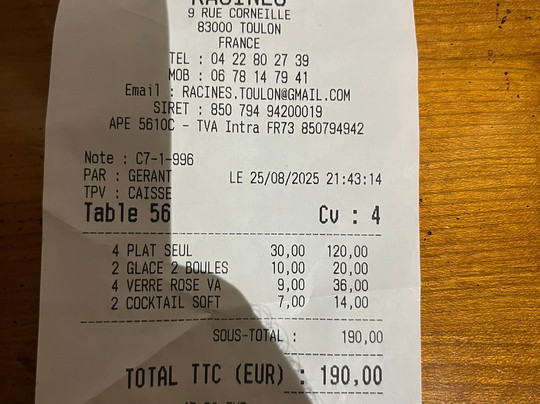 RACINES
9 RUE CORNEILLE
83000 TOULON
FRANCE
TEL : 04 22 80 27 39
MOB : 06 78 14 79 41
Email : RACINES.TOULON@GMAIL.COM
SIRET : 850 794 94200019
APE 5610C - TVA Intra FR73 850794942
Note : C7-1-996
PAR : GERANT LE 25/08/2025 21:43:14
TPV : CAISSE
Table 56 Cv : 4
4 PLAT SEUL 30,00 120,00
2 GLACE 2 BOULES 10,00 20,00
4 VERRE ROSE VA 9,00 36,00
2 COCKTAIL SOFT 7,00 14,00
SOUS-TOTAL : 190,00
TOTAL TTC (EUR) : 190,00